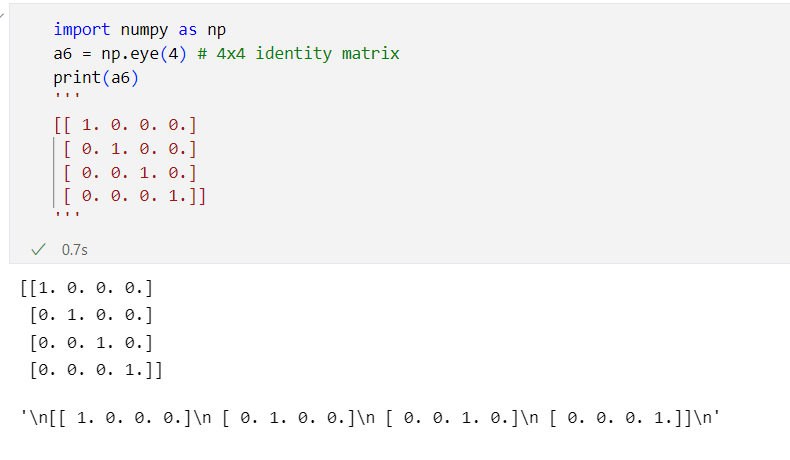 import numpy as np
a6 = np.eye(4) # 4x4 identity matrix
print(a6)
'''
[[ 1. 0. 0. 0.]
[ 0. 1. 0. 0.]
[ 0. 0. 1. 0.]
[ 0. 0. 0. 1.]]
'''
0.7s
[[1. 0. 0. 0.]
[0. 1. 0. 0.]
[0. 0. 1. 0.]
[0. 0. 0. 1.]]
'\n[[ 1. 0. 0. 0.]\n [ 0. 1. 0. 0.]\n [ 0. 0. 1. 0.]\n [ 0. 0. 0. 1.]]\n'